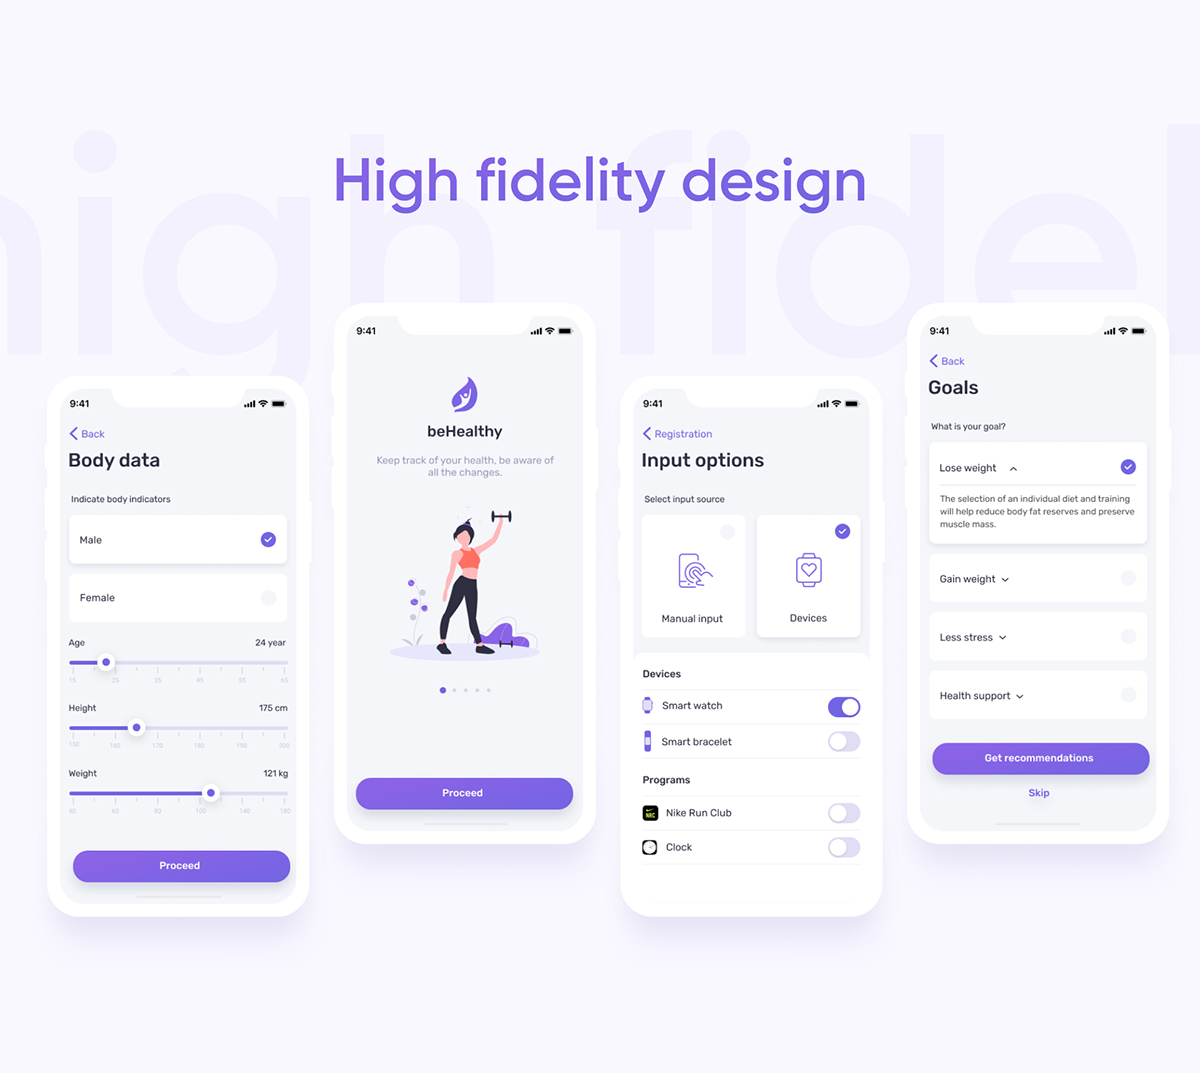 high fidel
High fidelity design
9:41
Back
Body data
Indicate body indicators
Male
Female
Age 24 year
15 25 35 45 55 65
Height 175 cm
150 160 170 180 190 200
Weight 121 kg
40 60 80 100 140 180
Proceed
9:41
beHealthy
Keep track of your health, be aware of
all the changes.
Proceed
9:41
Registration
Input options
Select input source
Manual input
Devices
Devices
Smart watch
Smart bracelet
Programs
NRC
Nike Run Club
Clock
9:41
Back
Goals
What is your goal?
Lose weight
The selection of an individual diet and training
will help reduce body fat reserves and preserve
muscle mass.
Gain weight
Less stress
Health support
Get recommendations
Skip